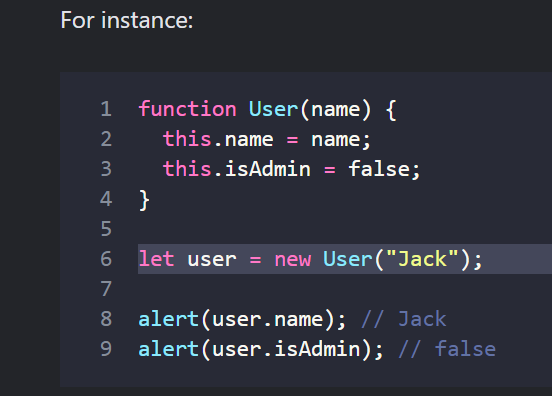 For instance:
1 function User(name) {
2   this.name = name;
3   this.isAdmin = false;
4 }
5
6 let user = new User("Jack");
7
8 alert(user.name); // Jack
9 alert(user.isAdmin); // false